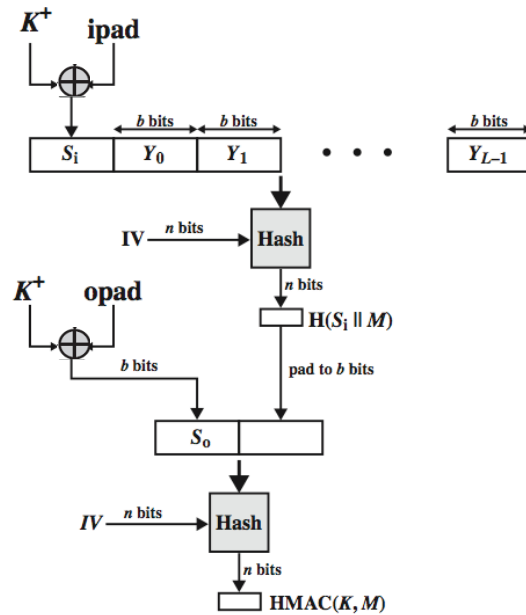 K+ ipad
b bits b bits b bits
Si Y0 Y1 • • • YL–1
n bits
IV Hash
n bits
K+ opad
H(Si || M)
b bits pad to b bits
So
n bits
IV Hash
n bits
HMAC(K, M)